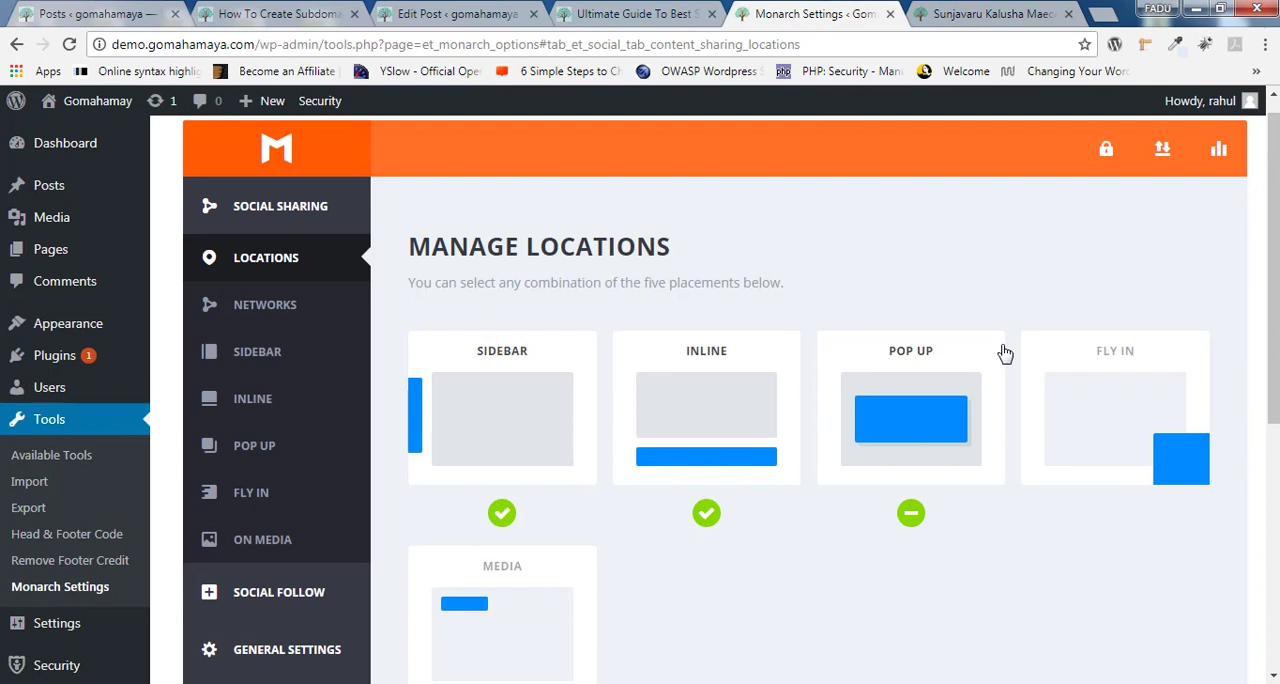 Posts ‹ gomahamaya —
How To Create Subdoma
Edit Post ‹ gomahamaya
Ultimate Guide To Best S
Monarch Settings ‹ Gom
Sunjavaru Kalusha Maec
FADU
demo.gomahamaya.com/wp-admin/tools.php?page=et_monarch_options#tab_et_social_tab_content_sharing_locations
Apps
Online syntax highlig
Become an Affiliate
YSlow - Official Ope
6 Simple Steps to C
OWASP Wordpress
php
PHP: Security - Man
Welcome
Changing Your Word
»
Gomahamaya
1
0
New
Security
Howdy, rahul
Dashboard
Posts
Media
Pages
Comments
Appearance
Plugins 1
Users
Tools
Available Tools
Import
Export
Head & Footer Code
Remove Footer Credit
Monarch Settings
Settings
Security
M
SOCIAL SHARING
LOCATIONS
NETWORKS
SIDEBAR
INLINE
POP UP
FLY IN
ON MEDIA
SOCIAL FOLLOW
GENERAL SETTINGS
MANAGE LOCATIONS
You can select any combination of the five placements below.
SIDEBAR
INLINE
POP UP
FLY IN
MEDIA